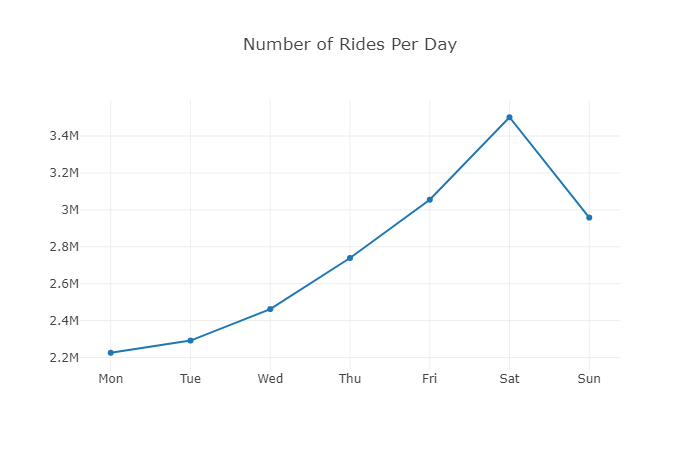 Number of Rides Per Day
3.4M
3.2M
3M
2.8M
2.6M
2.4M
2.2M
Mon Tue Wed Thu Fri Sat Sun